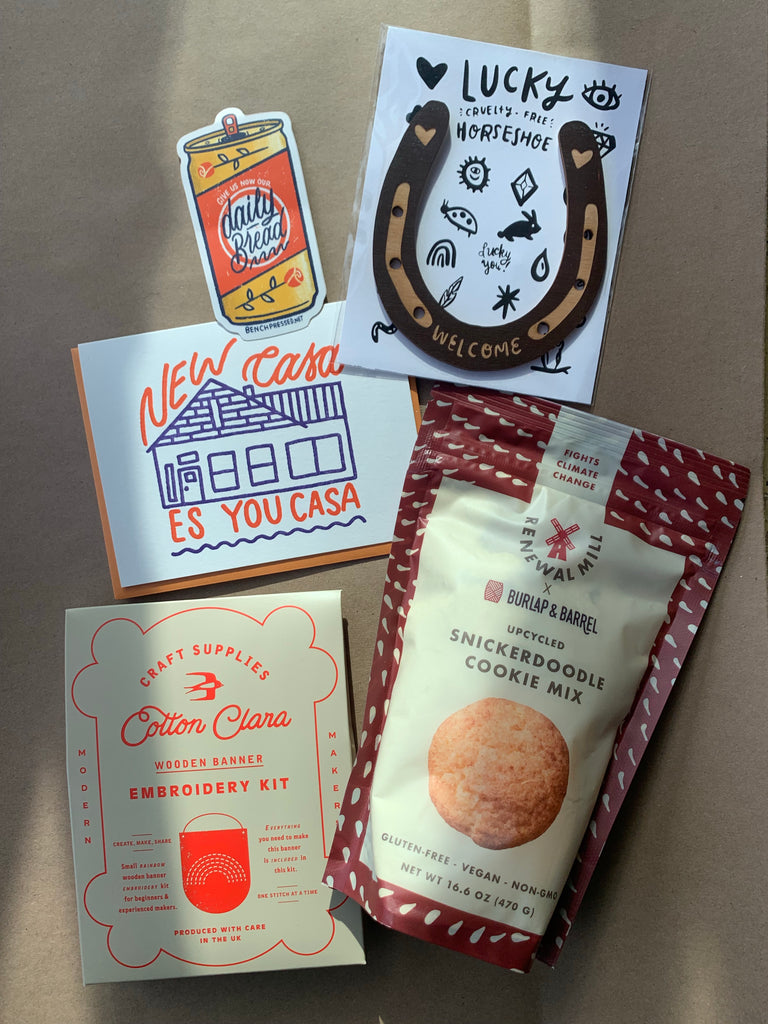 LUCKY
CRUELTY-FREE
HORSESHOE
Lucky
you!
WELCOME
GIVE US NOW OUR
daily
Bread
BENCHPRESSED.NET
NEW Casa
ES YOU CASA
FIGHTS
CLIMATE
CHANGE
RENEWAL MILL
X
BURLAP & BARREL
UPCYCLED
SNICKERDOODLE
COOKIE MIX
GLUTEN-FREE - VEGAN - NON-GMO
NET WT 16.6 OZ (470 G)
CRAFT SUPPLIES
Cotton Clara
WOODEN BANNER
EMBROIDERY KIT
MODERN
MAKER
CREATE, MAKE, SHARE
Small RAINBOW
wooden banner
EMBROIDERY kit
for beginners &
experienced makers.
EVERYTHING
you need to make
this banner
is INCLUDED in
this kit.
ONE STITCH AT A TIME
PRODUCED WITH CARE
IN THE UK